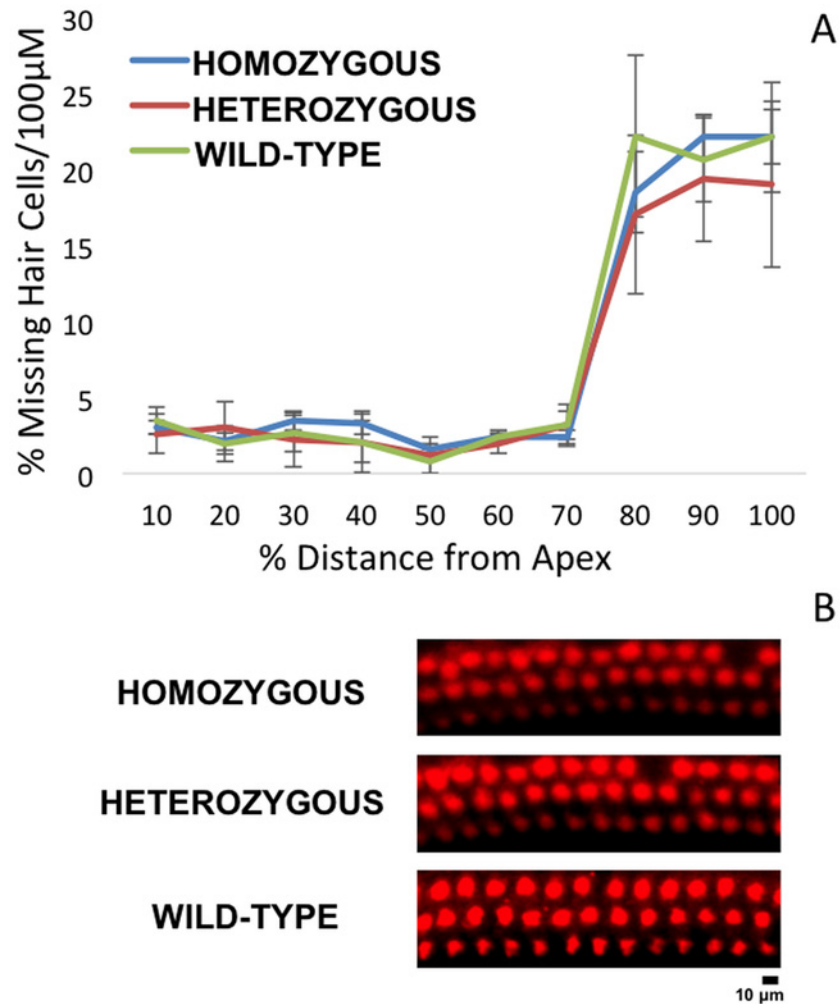 A
30
25
20
15
10
5
0
% Missing Hair Cells/100µM
HOMOZYGOUS
HETEROZYGOUS
WILD-TYPE
10 20 30 40 50 60 70 80 90 100
% Distance from Apex
B
HOMOZYGOUS
HETEROZYGOUS
WILD-TYPE
10 µm